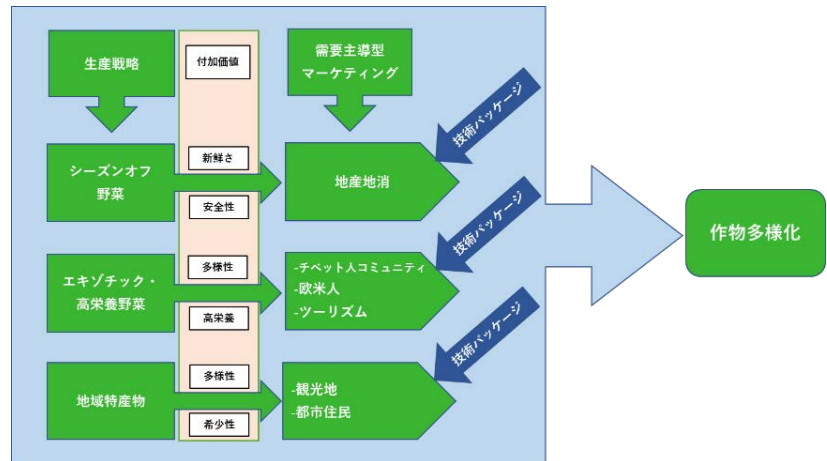 生産戦略
付加価値
需要主導型
マーケティング
技術パッケージ
シーズンオフ
野菜
新鮮さ
安全性
地産地消
技術パッケージ
作物多様化
エキゾチック・
高栄養野菜
多様性
高栄養
-チベット人コミュニティ
-欧米人
-ツーリズム
技術パッケージ
地域特産物
多様性
希少性
-観光地
-都市住民